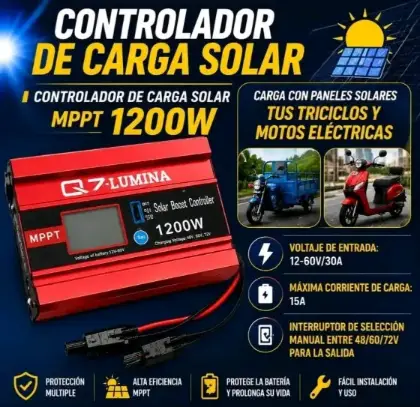 CONTROLADOR
DE CARGA SOLAR
CONTROLADOR DE CARGA SOLAR
MPPT 1200W
CARGA CON PANELES SOLARES
TUS TRICICLOS Y
MOTOS ELÉCTRICAS
Q7-LUMINA
Solar Boost Controller
1200W
MPPT
VOLTAJE DE ENTRADA:
12-60V/30A
MÁXIMA CORRIENTE DE CARGA:
15A
INTERRUPTOR DE SELECCIÓN
MANUAL ENTRE 48/60/72V
PARA LA SALIDA
PROTECCIÓN
MULTIPLE
ALTA EFICIENCIA
MPPT
PROTEGE LA BATERÍA
Y PROLONGA SU VIDA
FÁCIL INSTALACIÓN
Y USO